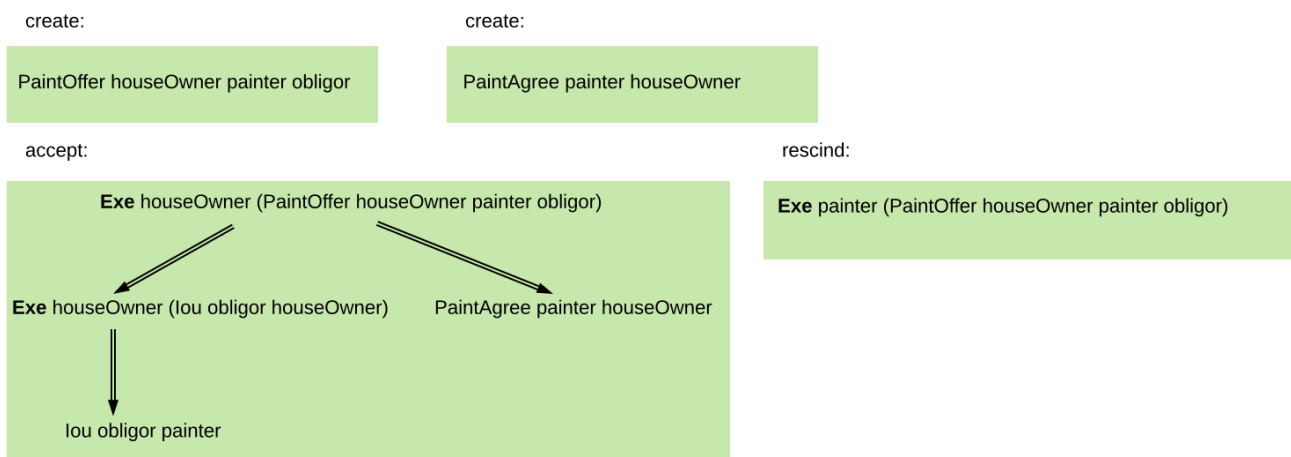 create:
create:
PaintOffer houseOwner painter obligor
PaintAgree painter houseOwner
accept:
rescind:
Exe houseOwner (PaintOffer houseOwner painter obligor)
Exe painter (PaintOffer houseOwner painter obligor)
Exe houseOwner (Iou obligor houseOwner)
PaintAgree painter houseOwner
Iou obligor painter